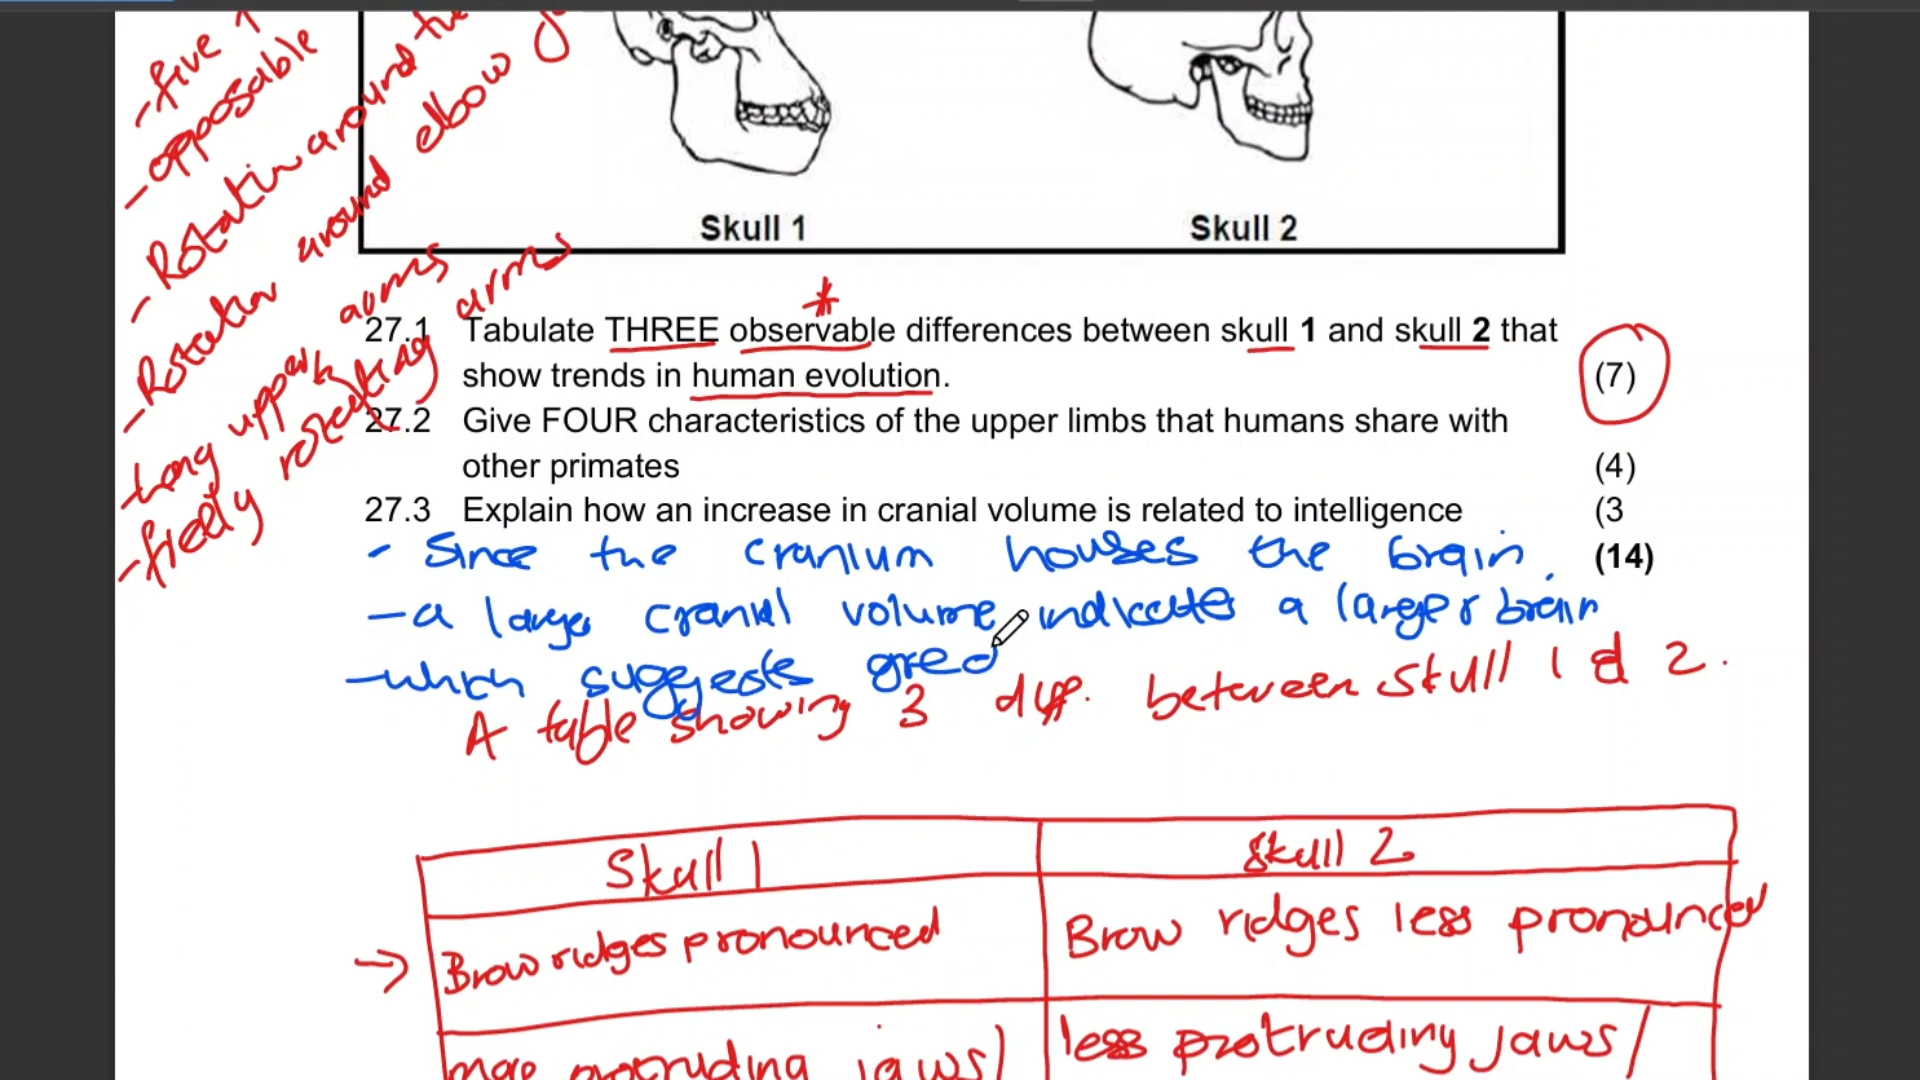 - five
- opposable
- Rotation around the
- Rotation around elbow
- Long upper arms
- freely rotating arms
Skull 1
Skull 2
27.1 Tabulate THREE observable differences between skull 1 and skull 2 that
show trends in human evolution. (7)
27.2 Give FOUR characteristics of the upper limbs that humans share with
other primates (4)
27.3 Explain how an increase in cranial volume is related to intelligence (3
- Since the cranium houses the brain. (14)
- a large cranial volume indicates a larger brain
- which suggests grea
A table showing 3 diff. between skull 1 & 2.
Skull 1
Skull 2
→ Brow ridges pronounced
Brow ridges less pronounced
more protruding jaws/
less protruding jaws/